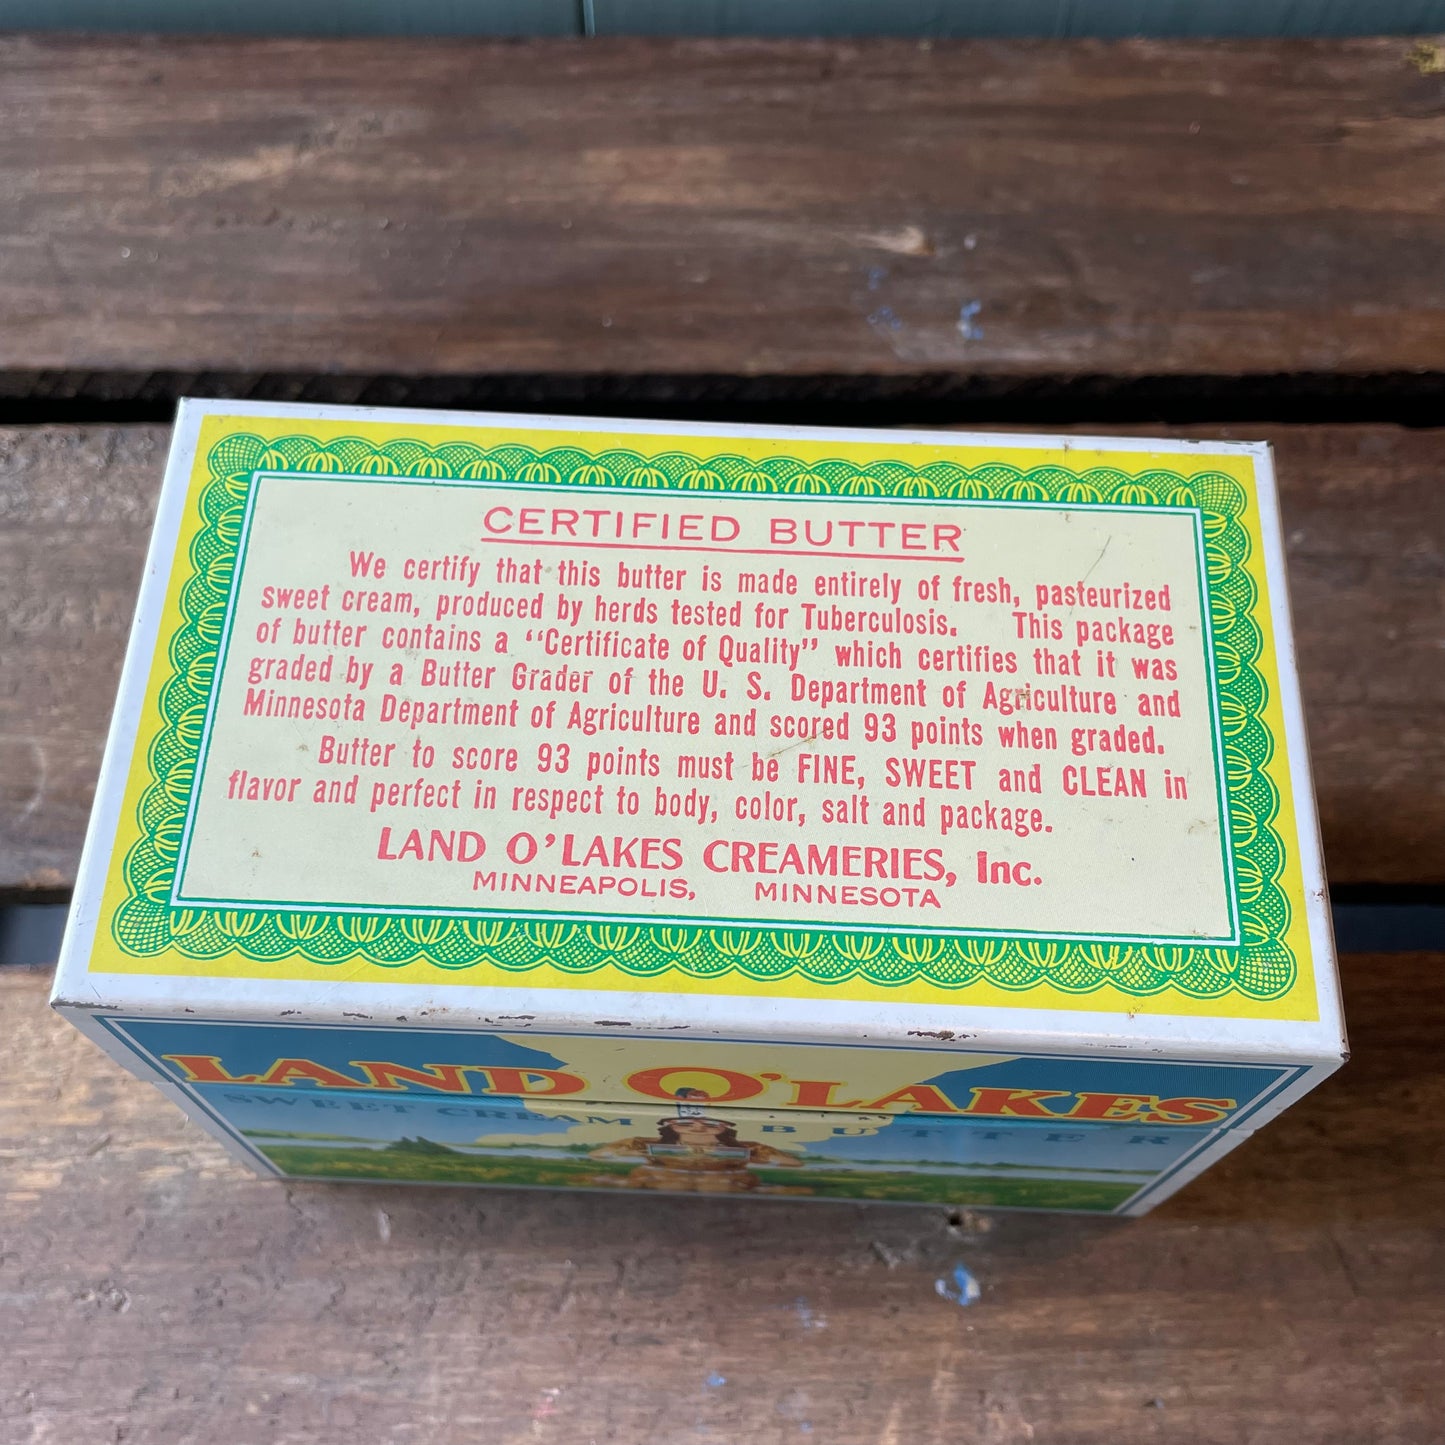 CERTIFIED BUTTER
We certify that this butter is made entirely of fresh, pasteurized
sweet cream, produced by herds tested for Tuberculosis. This package
of butter contains a "Certificate of Quality" which certifies that it was
graded by a Butter Grader of the U. S. Department of Agriculture and
Minnesota Department of Agriculture and scored 93 points when graded.
Butter to score 93 points must be FINE, SWEET and CLEAN in
flavor and perfect in respect to body, color, salt and package.
LAND O'LAKES CREAMERIES, Inc.
MINNEAPOLIS, MINNESOTA
LAND O'LAKES
SWEET CREAM BUTTER